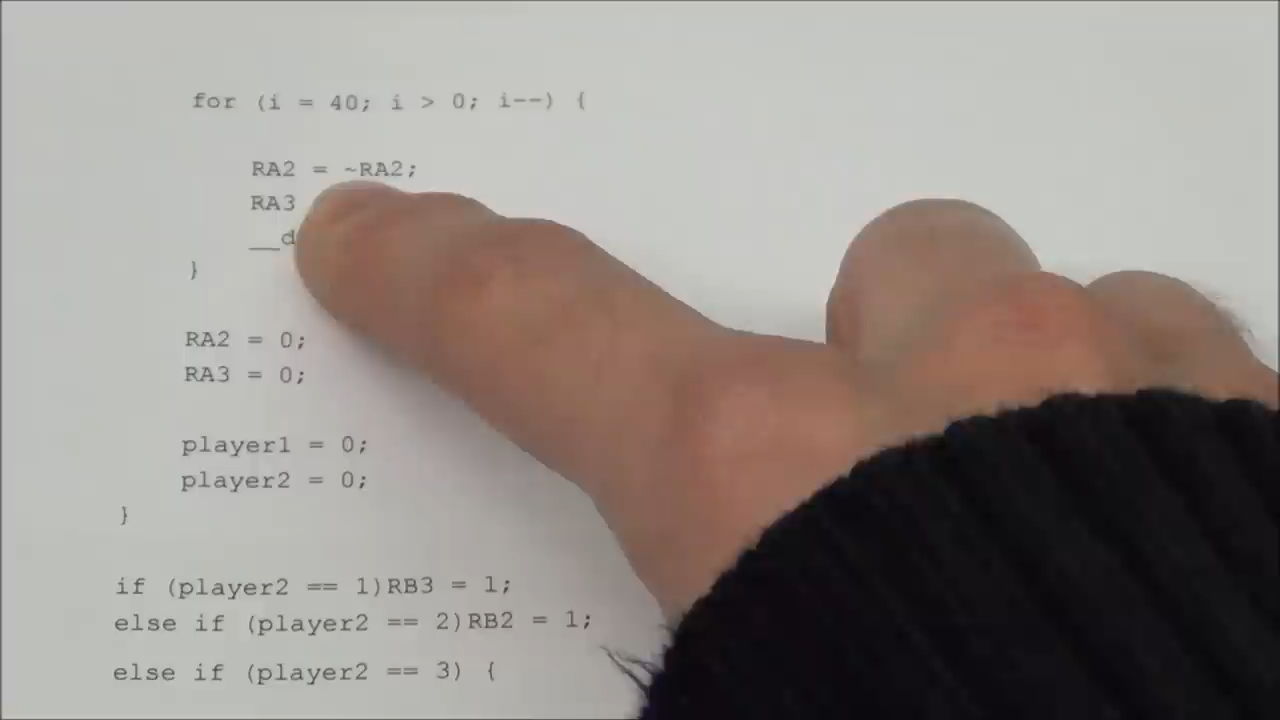 for (i = 40; i > 0; i--) {
RA2 = ~RA2;
RA3
__d
}
RA2 = 0;
RA3 = 0;
player1 = 0;
player2 = 0;
}
if (player2 == 1)RB3 = 1;
else if (player2 == 2)RB2 = 1;
else if (player2 == 3) {